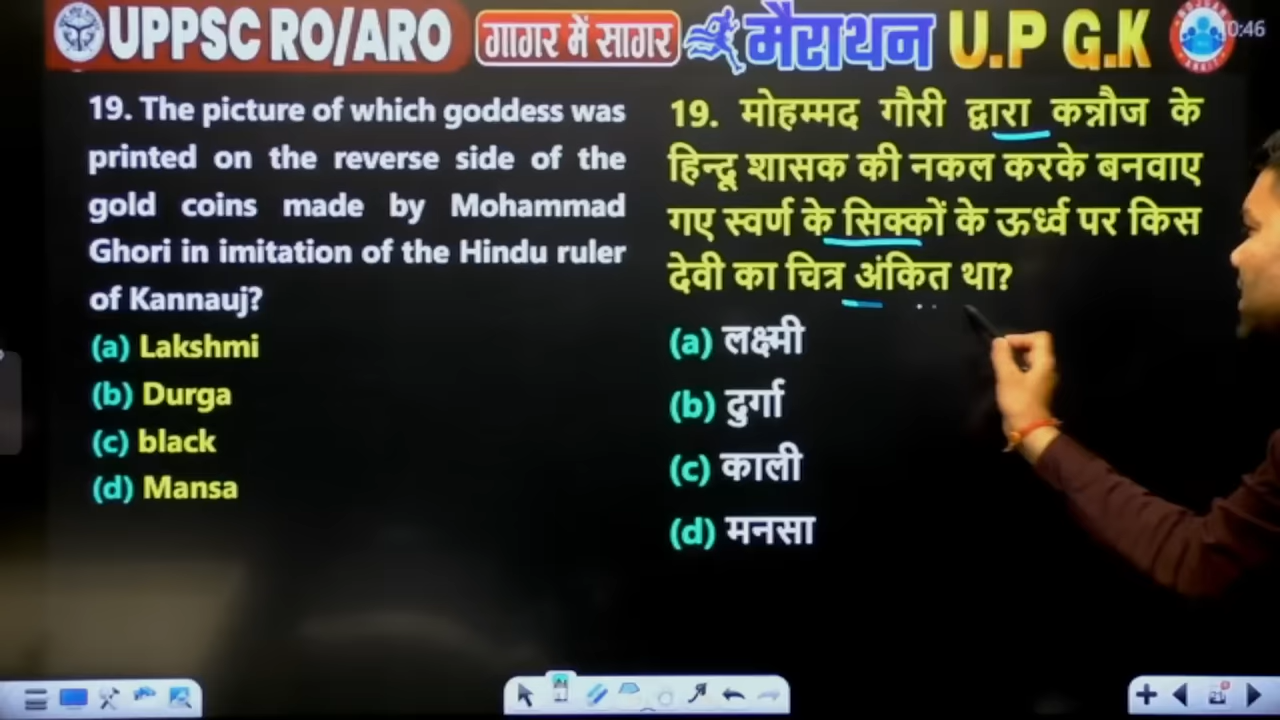 UPPSC RO/ARO गागर में सागर मैराथन U.P G.K
0:46
19. The picture of which goddess was
printed on the reverse side of the
gold coins made by Mohammad
Ghori in imitation of the Hindu ruler
of Kannauj?
(a) Lakshmi
(b) Durga
(c) black
(d) Mansa
19. मोहम्मद गौरी द्वारा कन्नौज के
हिन्दू शासक की नकल करके बनवाए
गए स्वर्ण के सिक्कों के ऊर्ध्व पर किस
देवी का चित्र अंकित था?
(a) लक्ष्मी
(b) दुर्गा
(c) काली
(d) मनसा
21